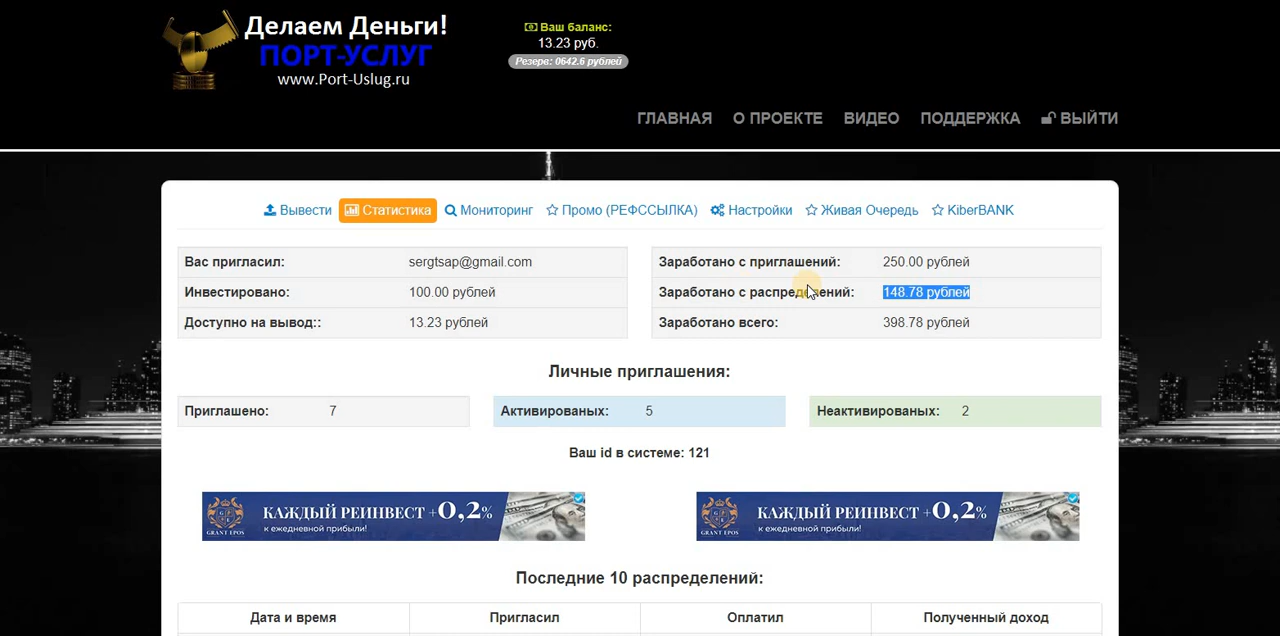 Делаем Деньги!
ПОРТ-УСЛУГ
www.Port-Uslug.ru
Ваш баланс:
13.23 руб.
Резерв: 0642.6 рублей
ГЛАВНАЯ О ПРОЕКТЕ ВИДЕО ПОДДЕРЖКА ВЫЙТИ
Вывести Статистика Мониторинг Промо (РЕФССЫЛКА) Настройки Живая Очередь KiberBANK
Вас пригласил: sergtsap@gmail.com
Инвестировано: 100.00 рублей
Доступно на вывод:: 13.23 рублей
Заработано с приглашений: 250.00 рублей
Заработано с распределений: 148.78 рублей
Заработано всего: 398.78 рублей
Личные приглашения:
Приглашено: 7
Активированых: 5
Неактивированых: 2
Ваш id в системе: 121
GRANT EPOS
КАЖДЫЙ РЕИНВЕСТ +0,2%
к ежедневной прибыли!
GRANT EPOS
КАЖДЫЙ РЕИНВЕСТ +0,2%
к ежедневной прибыли!
Последние 10 распределений:
Дата и время Пригласил Оплатил Полученный доход